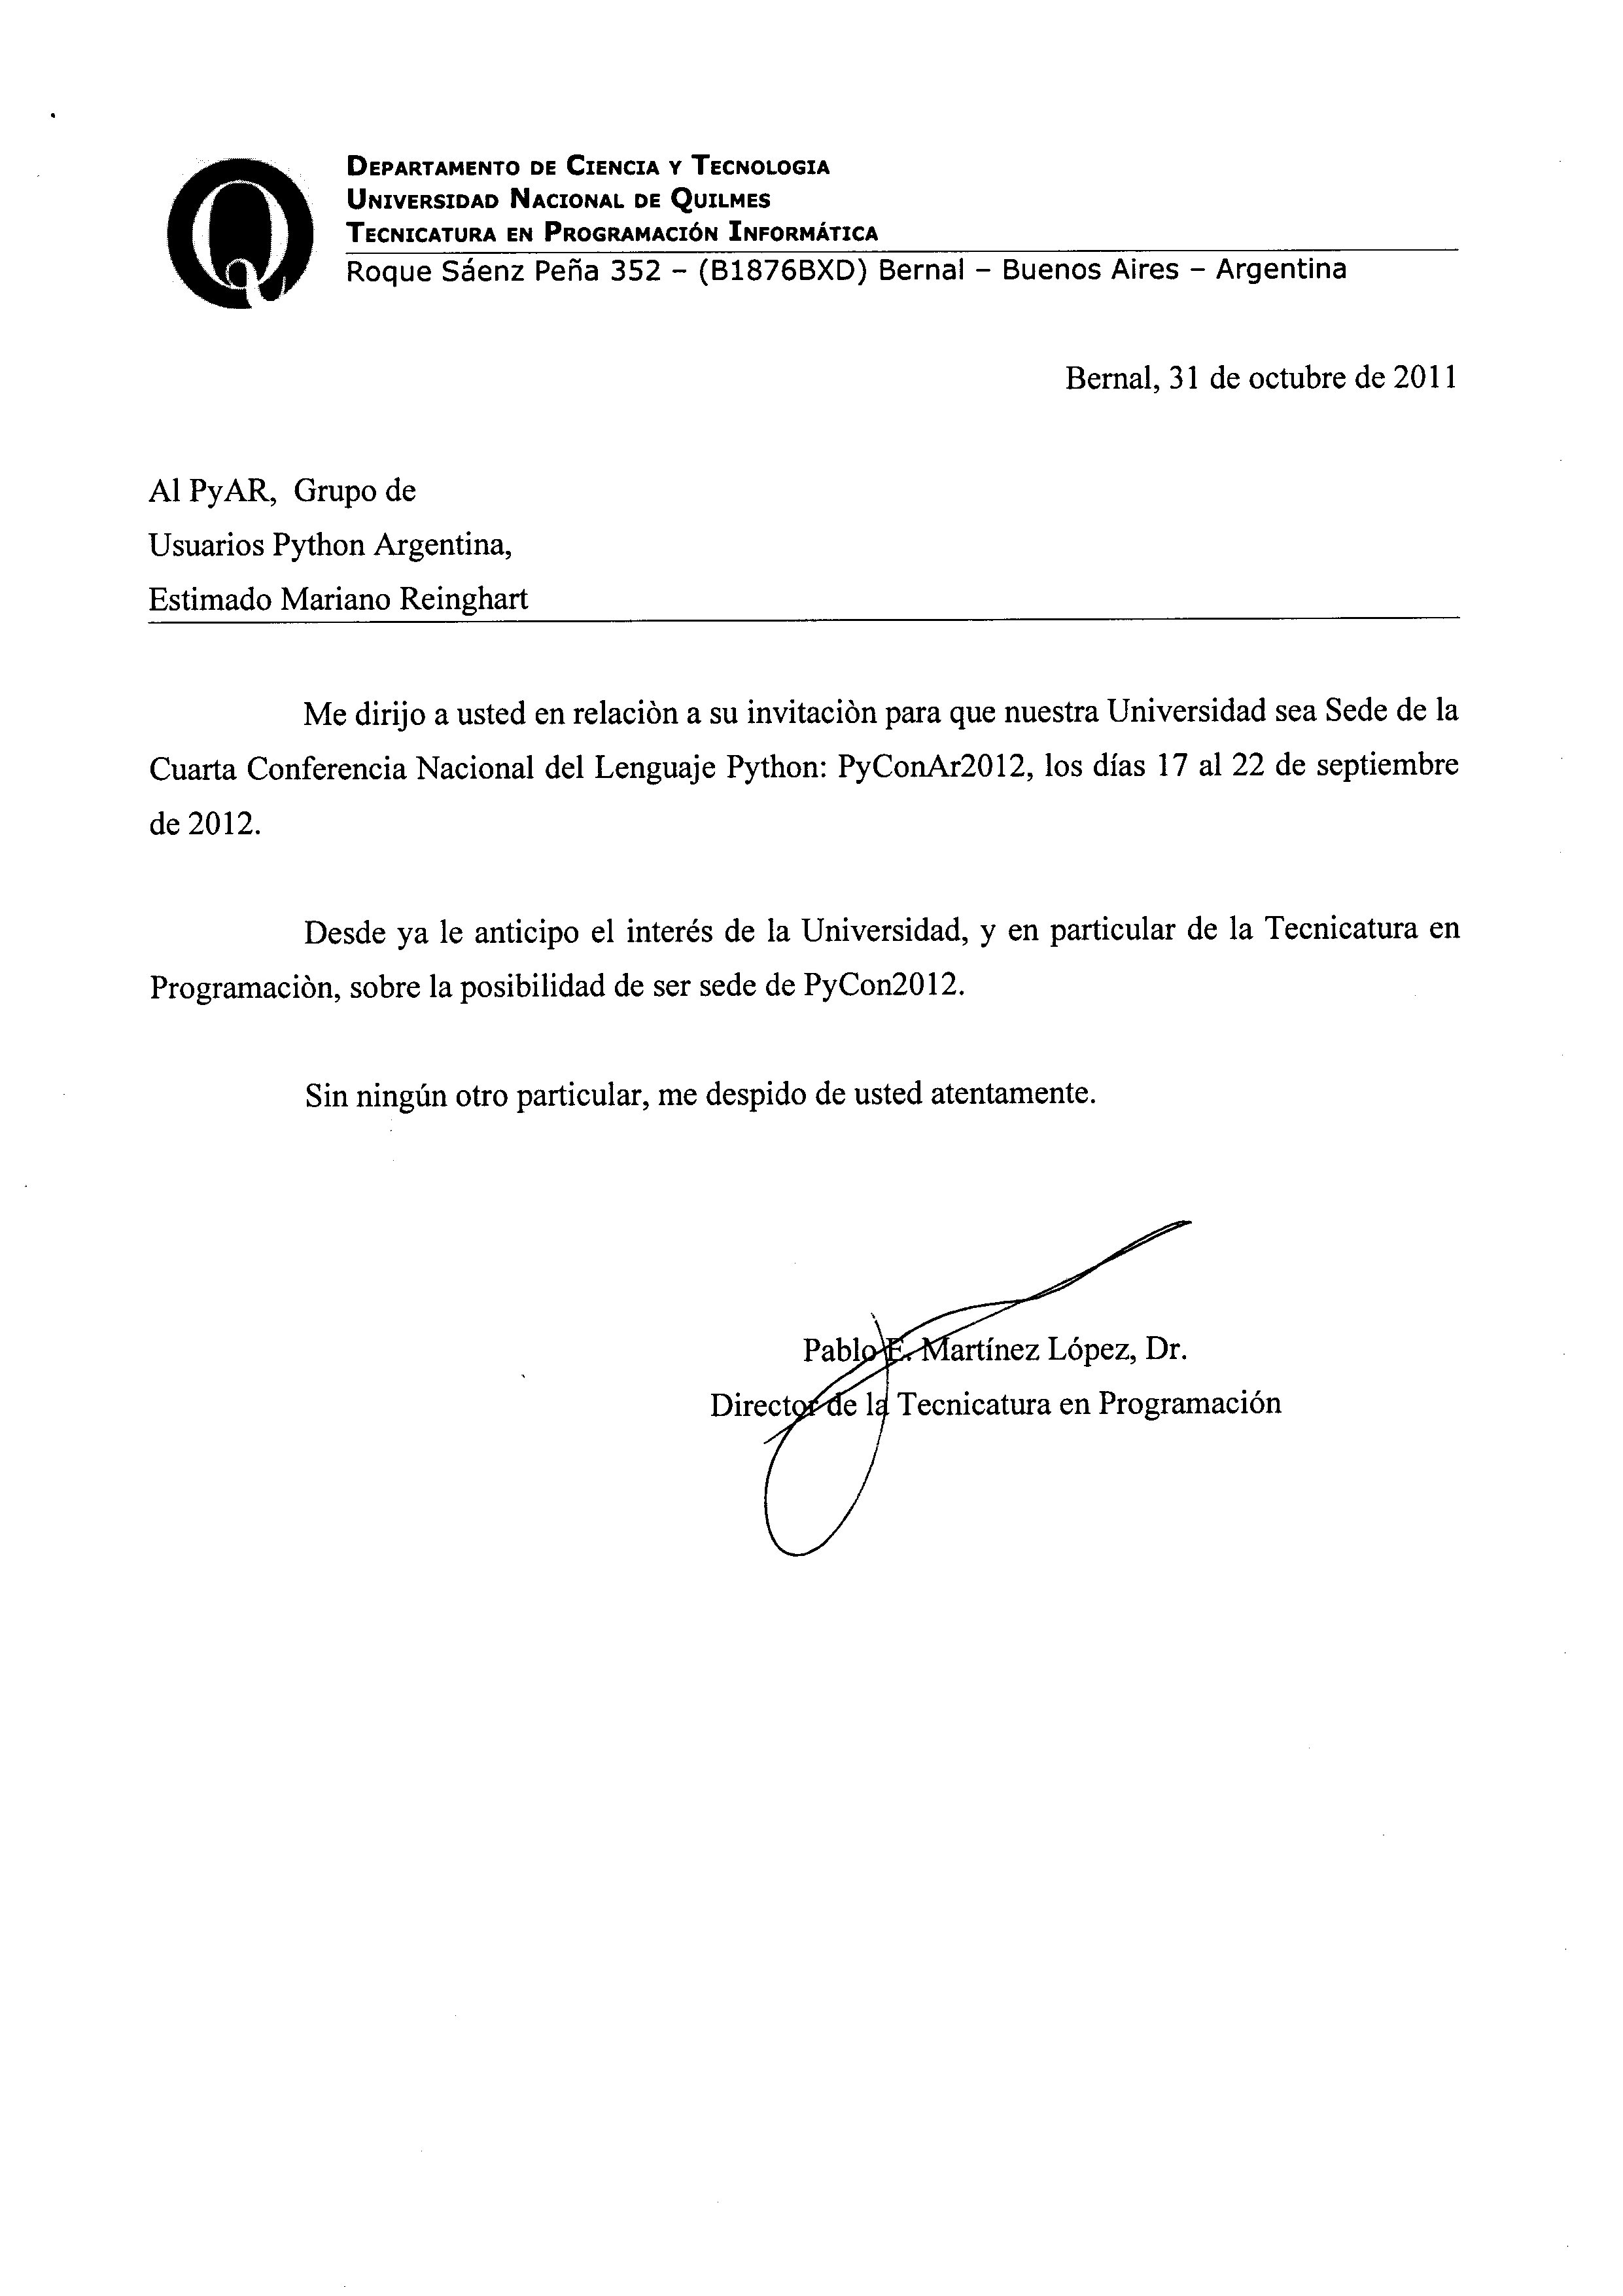 DEPARTAMENTO DE CIENCIA Y TECNOLOGIA
UNIVERSIDAD NACIONAL DE QUILMES
TECNICATURA EN PROGRAMACIÓN INFORMÁTICA
Roque Sáenz Peña 352 – (B1876BXD) Bernal – Buenos Aires – Argentina
Bernal, 31 de octubre de 2011
Al PyAR,  Grupo de
Usuarios Python Argentina,
Estimado Mariano Reinghart
Me dirijo a usted en relaciòn a su invitaciòn para que nuestra Universidad sea Sede de la
Cuarta Conferencia Nacional del Lenguaje Python: PyConAr2012, los días 17 al 22 de septiembre
de 2012.
Desde ya le anticipo el interés de la Universidad, y en particular de la Tecnicatura en
Programaciòn, sobre la posibilidad de ser sede de PyCon2012.
Sin ningún otro particular, me despido de usted atentamente.
Pablo E. Martínez López, Dr.
Director de la Tecnicatura en Programación